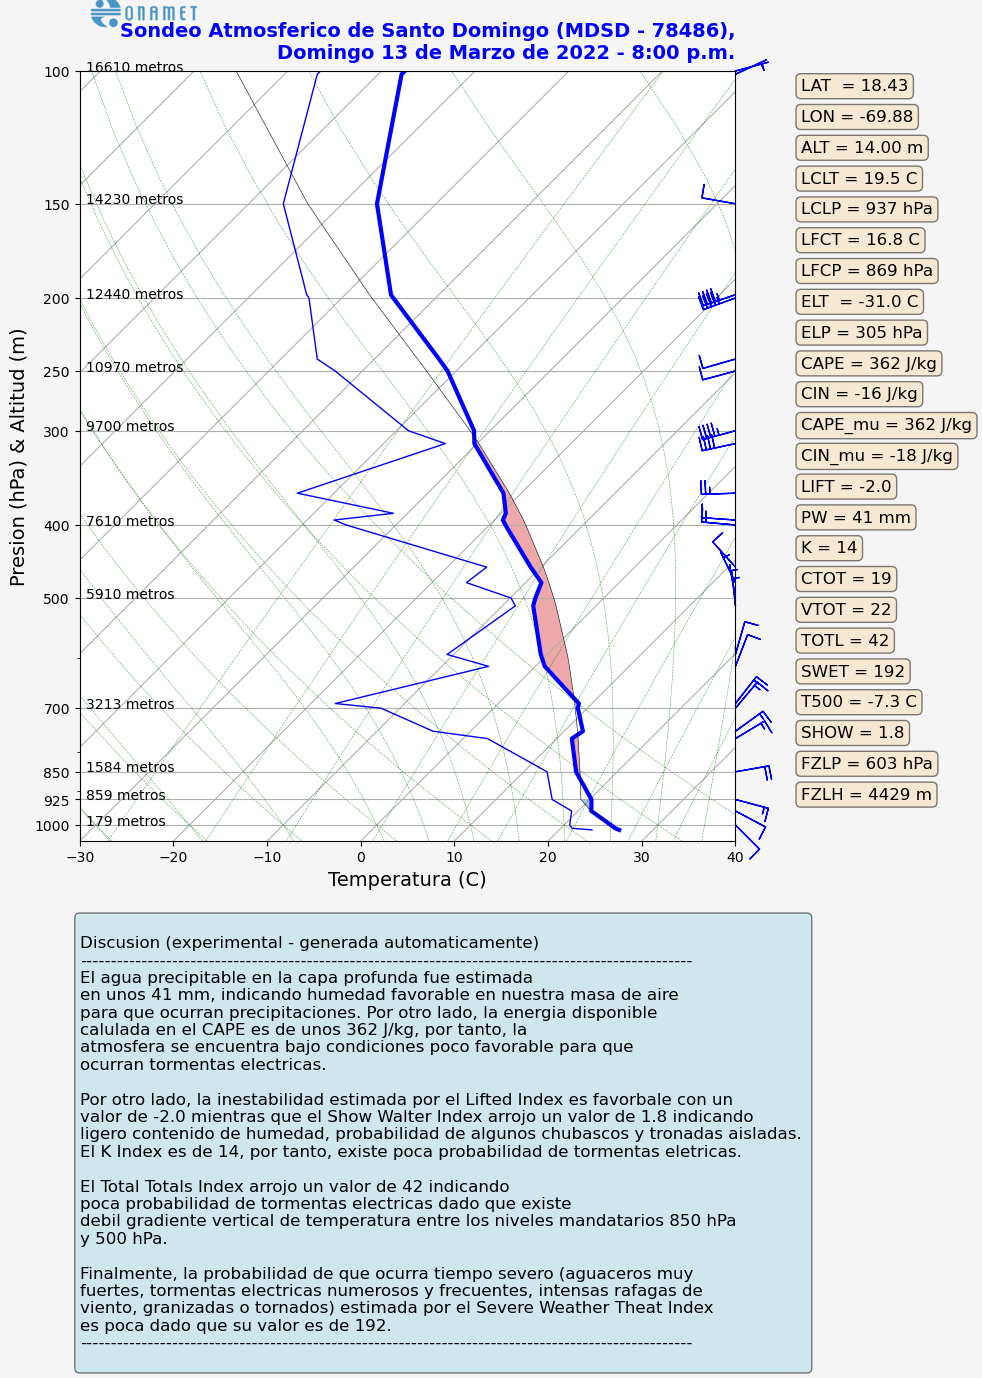 ONAMET
Sondeo Atmosferico de Santo Domingo (MDSD - 78486),
Domingo 13 de Marzo de 2022 - 8:00 p.m.
Presion (hPa) & Altitud (m)
100
150
200
250
300
400
500
700
850
925
1000
16610 metros
14230 metros
12440 metros
10970 metros
9700 metros
7610 metros
5910 metros
3213 metros
1584 metros
859 metros
179 metros
−30
−20
−10
0
10
20
30
40
Temperatura (C)
LAT = 18.43
LON = -69.88
ALT = 14.00 m
LCLT = 19.5 C
LCLP = 937 hPa
LFCT = 16.8 C
LFCP = 869 hPa
ELT = -31.0 C
ELP = 305 hPa
CAPE = 362 J/kg
CIN = -16 J/kg
CAPE_mu = 362 J/kg
CIN_mu = -18 J/kg
LIFT = -2.0
PW = 41 mm
K = 14
CTOT = 19
VTOT = 22
TOTL = 42
SWET = 192
T500 = -7.3 C
SHOW = 1.8
FZLP = 603 hPa
FZLH = 4429 m
Discusion (experimental - generada automaticamente)
------------------------------------------------------------------------------------------------------
El agua precipitable en la capa profunda fue estimada
en unos 41 mm, indicando humedad favorable en nuestra masa de aire
para que ocurran precipitaciones. Por otro lado, la energia disponible
calulada en el CAPE es de unos 362 J/kg, por tanto, la
atmosfera se encuentra bajo condiciones poco favorable para que
ocurran tormentas electricas.
Por otro lado, la inestabilidad estimada por el Lifted Index es favorbale con un
valor de -2.0 mientras que el Show Walter Index arrojo un valor de 1.8 indicando
ligero contenido de humedad, probabilidad de algunos chubascos y tronadas aisladas.
El K Index es de 14, por tanto, existe poca probabilidad de tormentas eletricas.
El Total Totals Index arrojo un valor de 42 indicando
poca probabilidad de tormentas electricas dado que existe
debil gradiente vertical de temperatura entre los niveles mandatarios 850 hPa
y 500 hPa.
Finalmente, la probabilidad de que ocurra tiempo severo (aguaceros muy
fuertes, tormentas electricas numerosos y frecuentes, intensas rafagas de
viento, granizadas o tornados) estimada por el Severe Weather Theat Index
es poca dado que su valor es de 192.
------------------------------------------------------------------------------------------------------